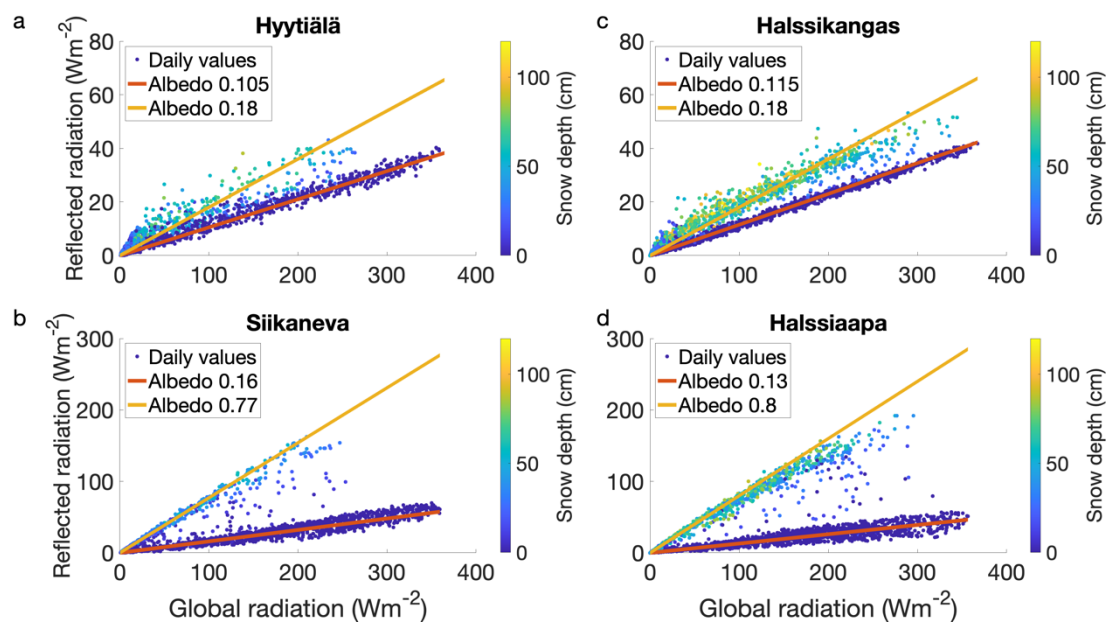 a
Hyytiälä
Reflected radiation (Wm⁻²)
80
60
40
20
0
Daily values
Albedo 0.105
Albedo 0.18
0 100 200 300 400
100
50
0
Snow depth (cm)
c
Halssikangas
80
60
40
20
0
Daily values
Albedo 0.115
Albedo 0.18
0 100 200 300 400
100
50
0
Snow depth (cm)
b
Siikaneva
Reflected radiation (Wm⁻²)
300
200
100
0
Daily values
Albedo 0.16
Albedo 0.77
0 100 200 300 400
Global radiation (Wm⁻²)
100
50
0
Snow depth (cm)
d
Halssiaapa
300
200
100
0
Daily values
Albedo 0.13
Albedo 0.8
0 100 200 300 400
Global radiation (Wm⁻²)
100
50
0
Snow depth (cm)